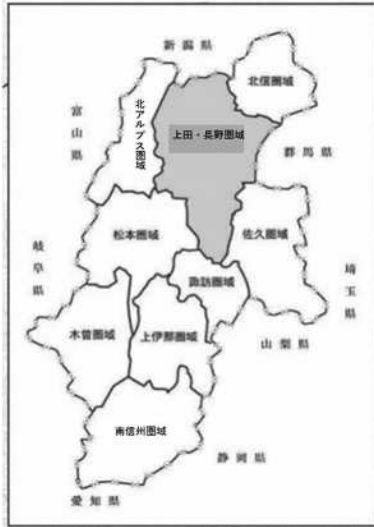 新潟県
北信圏域
北アルプス圏域
富山県
上田・長野圏域
群馬県
松本圏域
佐久圏域
岐阜県
諏訪圏域
埼玉県
木曽圏域
上伊那圏域
山梨県
南信州圏域
静岡県
愛知県